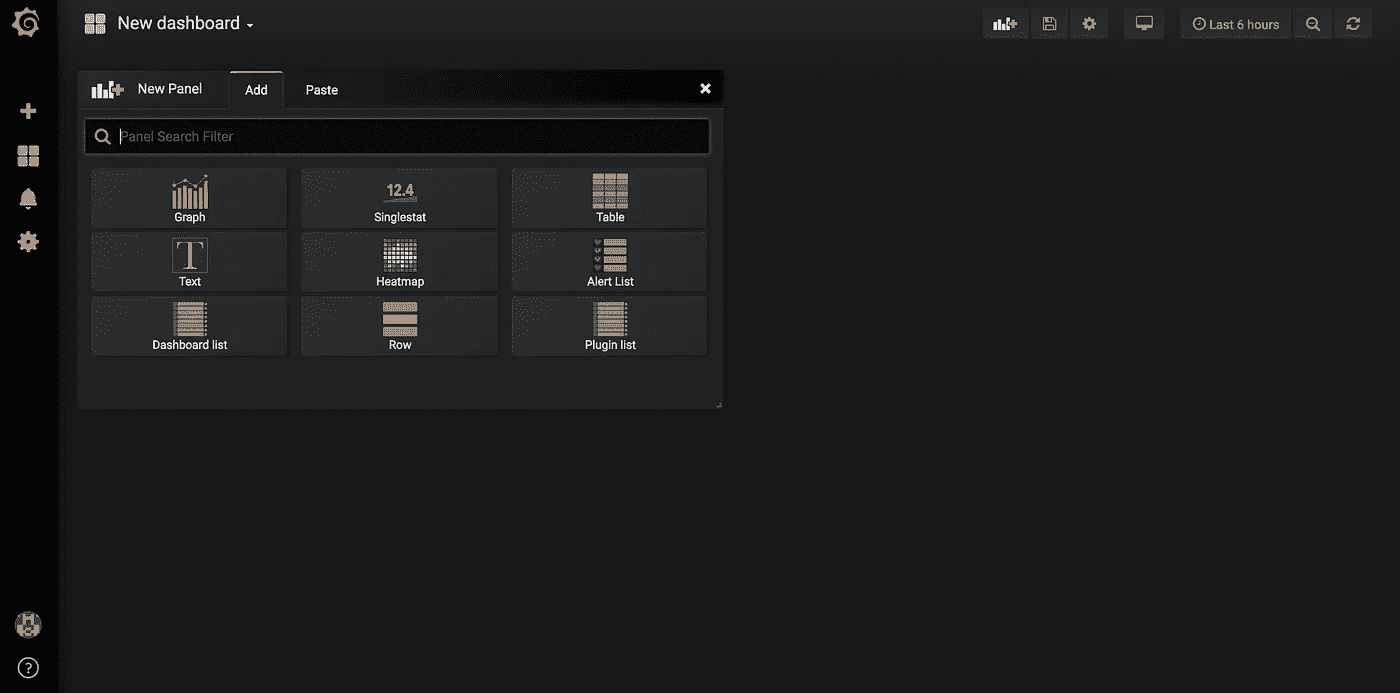 New dashboard
Last 6 hours
New Panel
Add
Paste
Panel Search Filter
Graph
12.4
Singlestat
Table
T
Text
Heatmap
Alert List
Dashboard list
Row
Plugin list
?